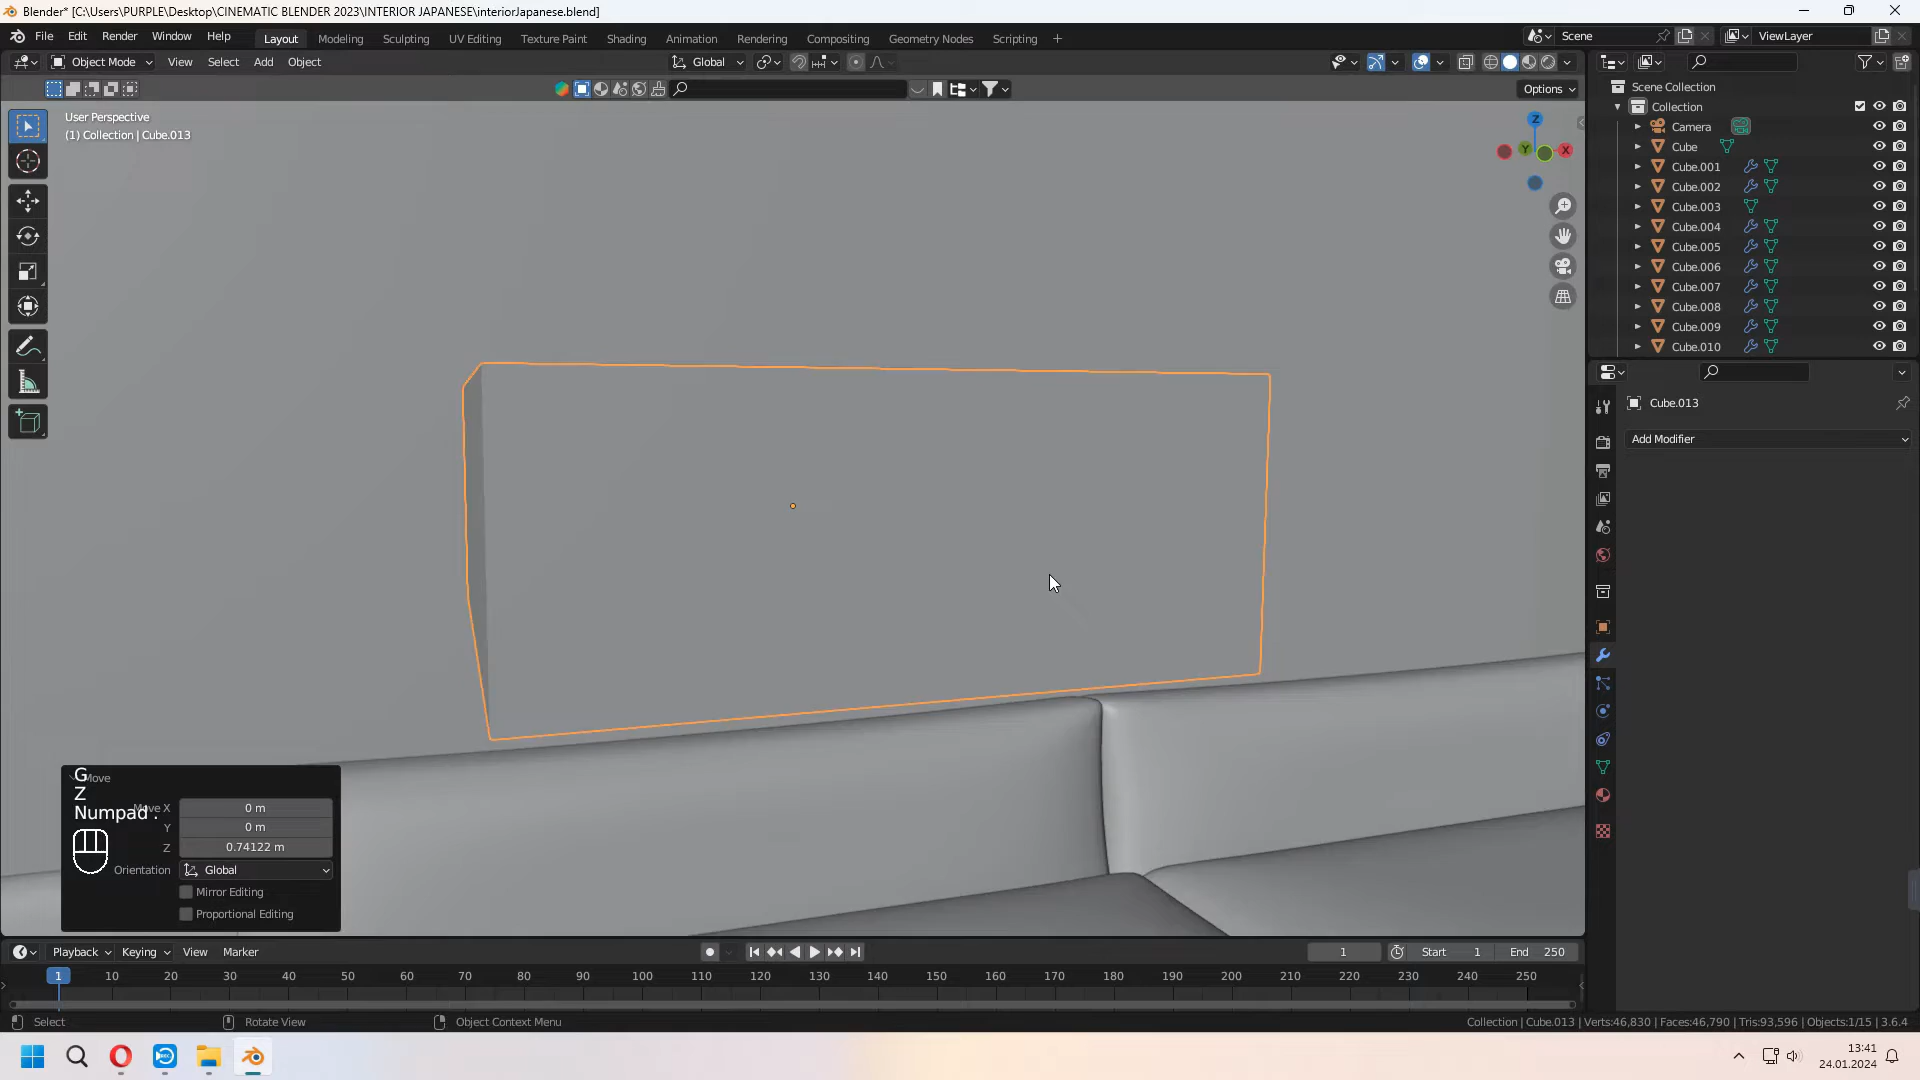 Blender* [C:\Users\PURPLE\Desktop\CINEMATIC BLENDER 2023\INTERIOR JAPANESE\interiorJapanese.blend]
File Edit Render Window Help Layout Modeling Sculpting UV Editing Texture Paint Shading Animation Rendering Compositing Geometry Nodes Scripting + Scene ViewLayer
Object Mode View Select Add Object Global
Options
User Perspective
(1) Collection | Cube.013
Z
Y
X
Scene Collection
Collection
Camera
Cube
Cube.001
Cube.002
Cube.003
Cube.004
Cube.005
Cube.006
Cube.007
Cube.008
Cube.009
Cube.010
Cube.013
Add Modifier
G
Move
Z
Numpad .
Move X 0 m
Y 0 m
Z 0.74122 m
Orientation Global
Mirror Editing
Proportional Editing
Playback Keying View Marker 1 Start 1 End 250
1 10 20 30 40 50 60 70 80 90 100 110 120 130 140 150 160 170 180 190 200 210 220 230 240 250
Select Rotate View Object Context Menu Collection | Cube.013 | Verts:46,830 | Faces:46,790 | Tris:93,596 | Objects:1/15 | 3.6.4
REC
13:41
24.01.2024